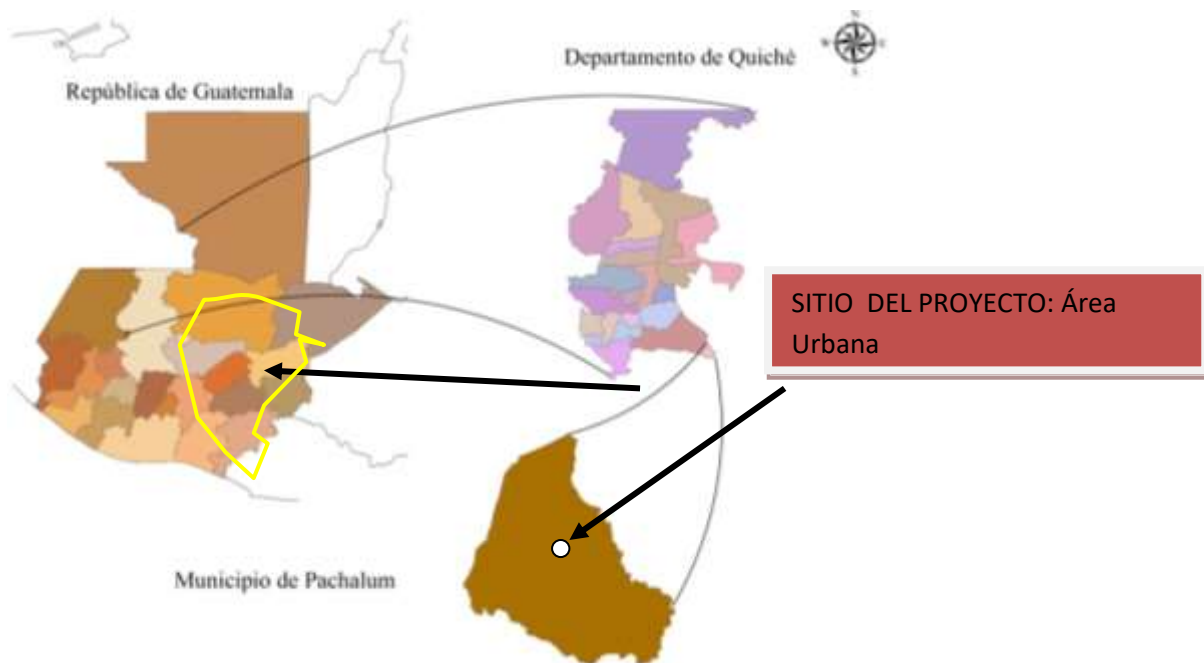 N
Departamento de Quiché
W
E
S
República de Guatemala
SITIO DEL PROYECTO: Área
Urbana
Municipio de Pachalum